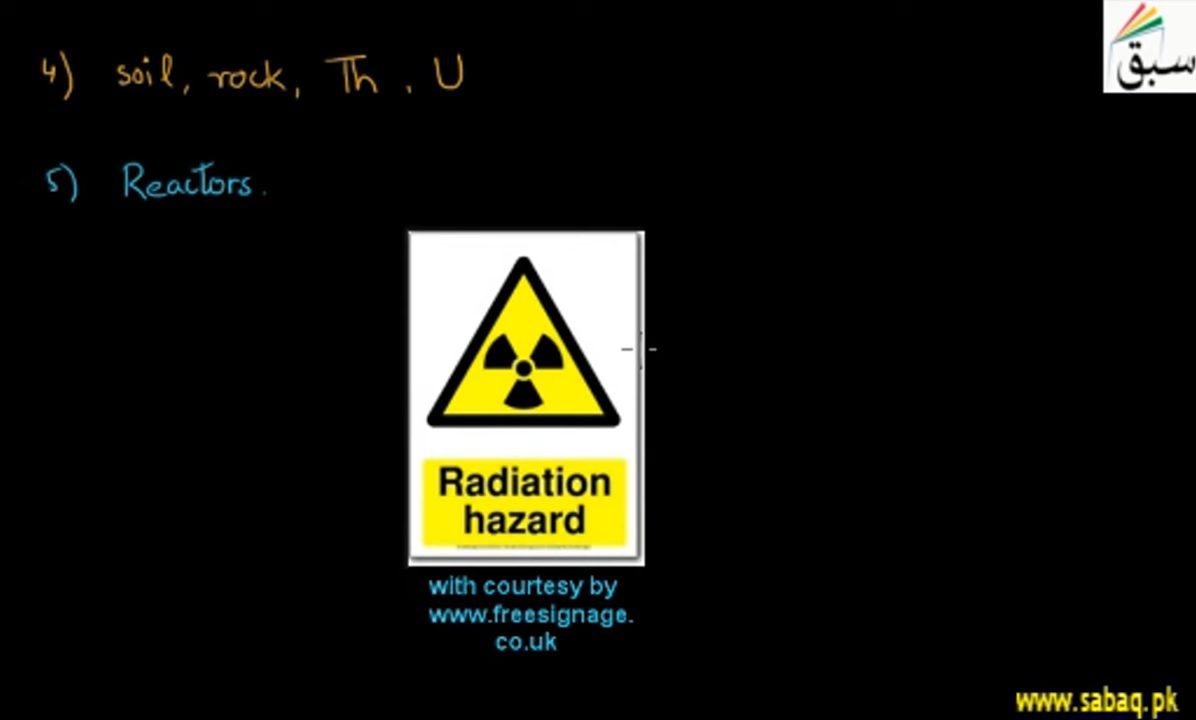 سبق
4) soil, rock, Th, U
5) Reactors.
Radiation
hazard
with courtesy by
www.freesignage.
co.uk
www.sabaq.pk